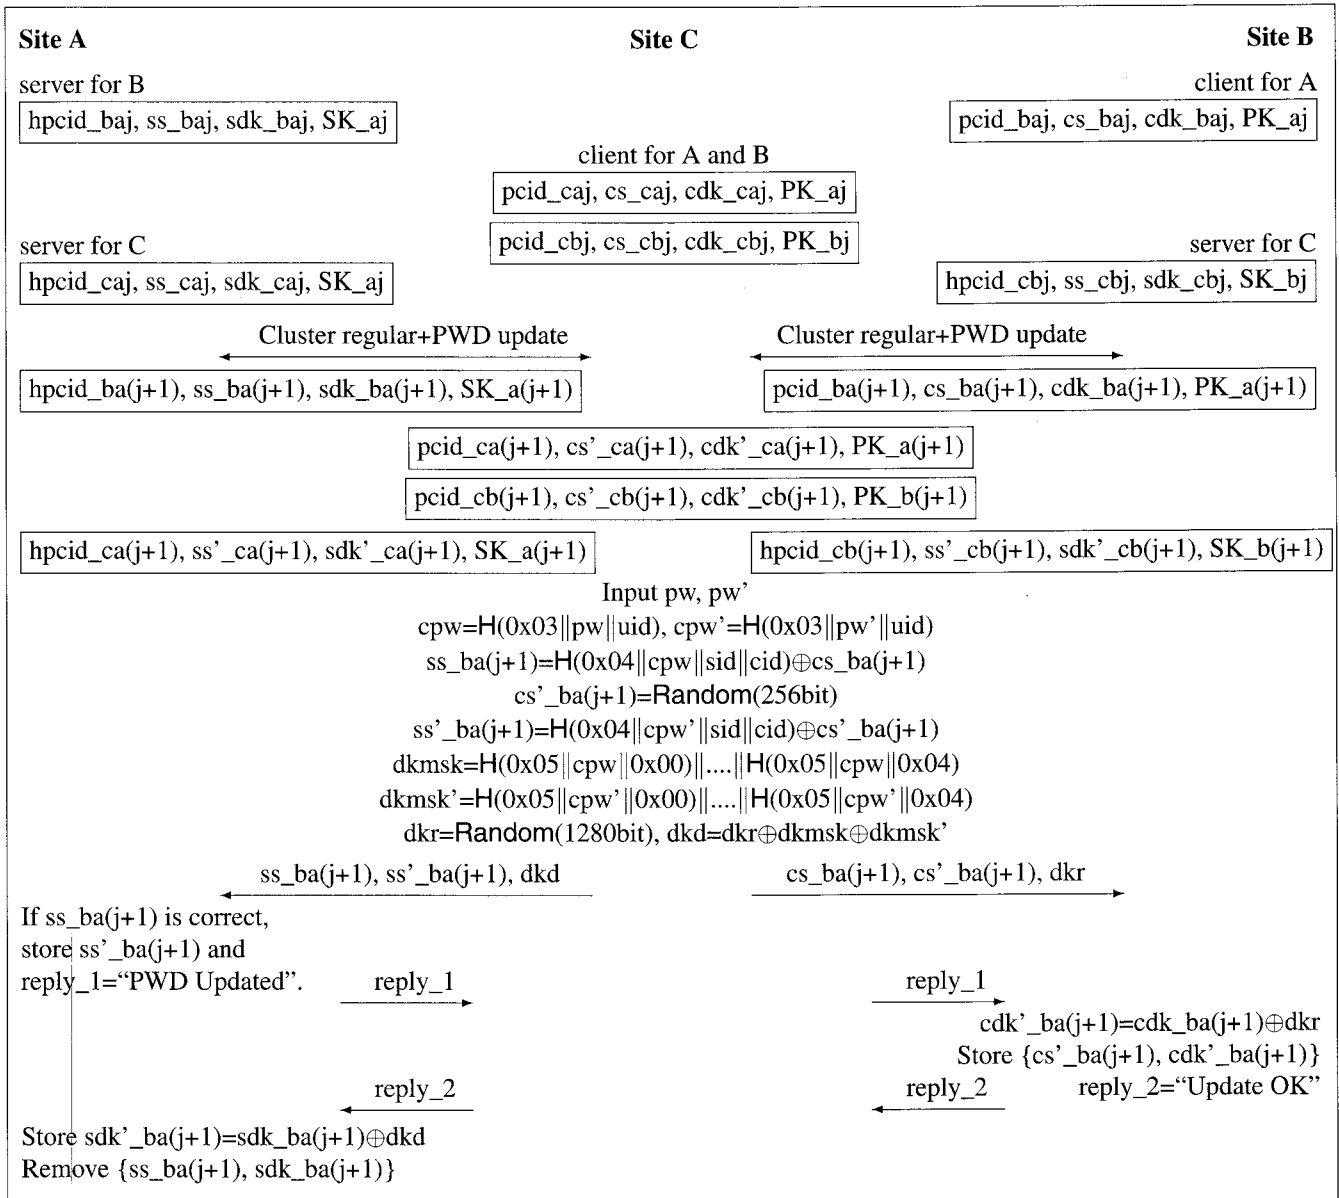 Site A Site C Site B
server for B client for A
hpcid_baj, ss_baj, sdk_baj, SK_aj pcid_baj, cs_baj, cdk_baj, PK_aj
client for A and B
pcid_caj, cs_caj, cdk_caj, PK_aj
pcid_cbj, cs_cbj, cdk_cbj, PK_bj
server for C server for C
hpcid_caj, ss_caj, sdk_caj, SK_aj hpcid_cbj, ss_cbj, sdk_cbj, SK_bj
Cluster regular+PWD update Cluster regular+PWD update
hpcid_ba(j+1), ss_ba(j+1), sdk_ba(j+1), SK_a(j+1) pcid_ba(j+1), cs_ba(j+1), cdk_ba(j+1), PK_a(j+1)
pcid_ca(j+1), cs’_ca(j+1), cdk’_ca(j+1), PK_a(j+1)
pcid_cb(j+1), cs’_cb(j+1), cdk’_cb(j+1), PK_b(j+1)
hpcid_ca(j+1), ss’_ca(j+1), sdk’_ca(j+1), SK_a(j+1) hpcid_cb(j+1), ss’_cb(j+1), sdk’_cb(j+1), SK_b(j+1)
Input pw, pw’
cpw=H(0x03||pw||uid), cpw’=H(0x03||pw’||uid)
ss_ba(j+1)=H(0x04||cpw||sid||cid)⊕cs_ba(j+1)
cs’_ba(j+1)=Random(256bit)
ss’_ba(j+1)=H(0x04||cpw’||sid||cid)⊕cs’_ba(j+1)
dkmsk=H(0x05||cpw||0x00)||....||H(0x05||cpw||0x04)
dkmsk’=H(0x05||cpw’||0x00)||....||H(0x05||cpw’||0x04)
dkr=Random(1280bit), dkd=dkr⊕dkmsk⊕dkmsk’
ss_ba(j+1), ss’_ba(j+1), dkd cs_ba(j+1), cs’_ba(j+1), dkr
If ss_ba(j+1) is correct,
store ss’_ba(j+1) and
reply_1=“PWD Updated”. reply_1 reply_1
cdk’_ba(j+1)=cdk_ba(j+1)⊕dkr
Store {cs’_ba(j+1), cdk’_ba(j+1)}
reply_2 reply_2 reply_2=“Update OK”
Store sdk’_ba(j+1)=sdk_ba(j+1)⊕dkd
Remove {ss_ba(j+1), sdk_ba(j+1)}